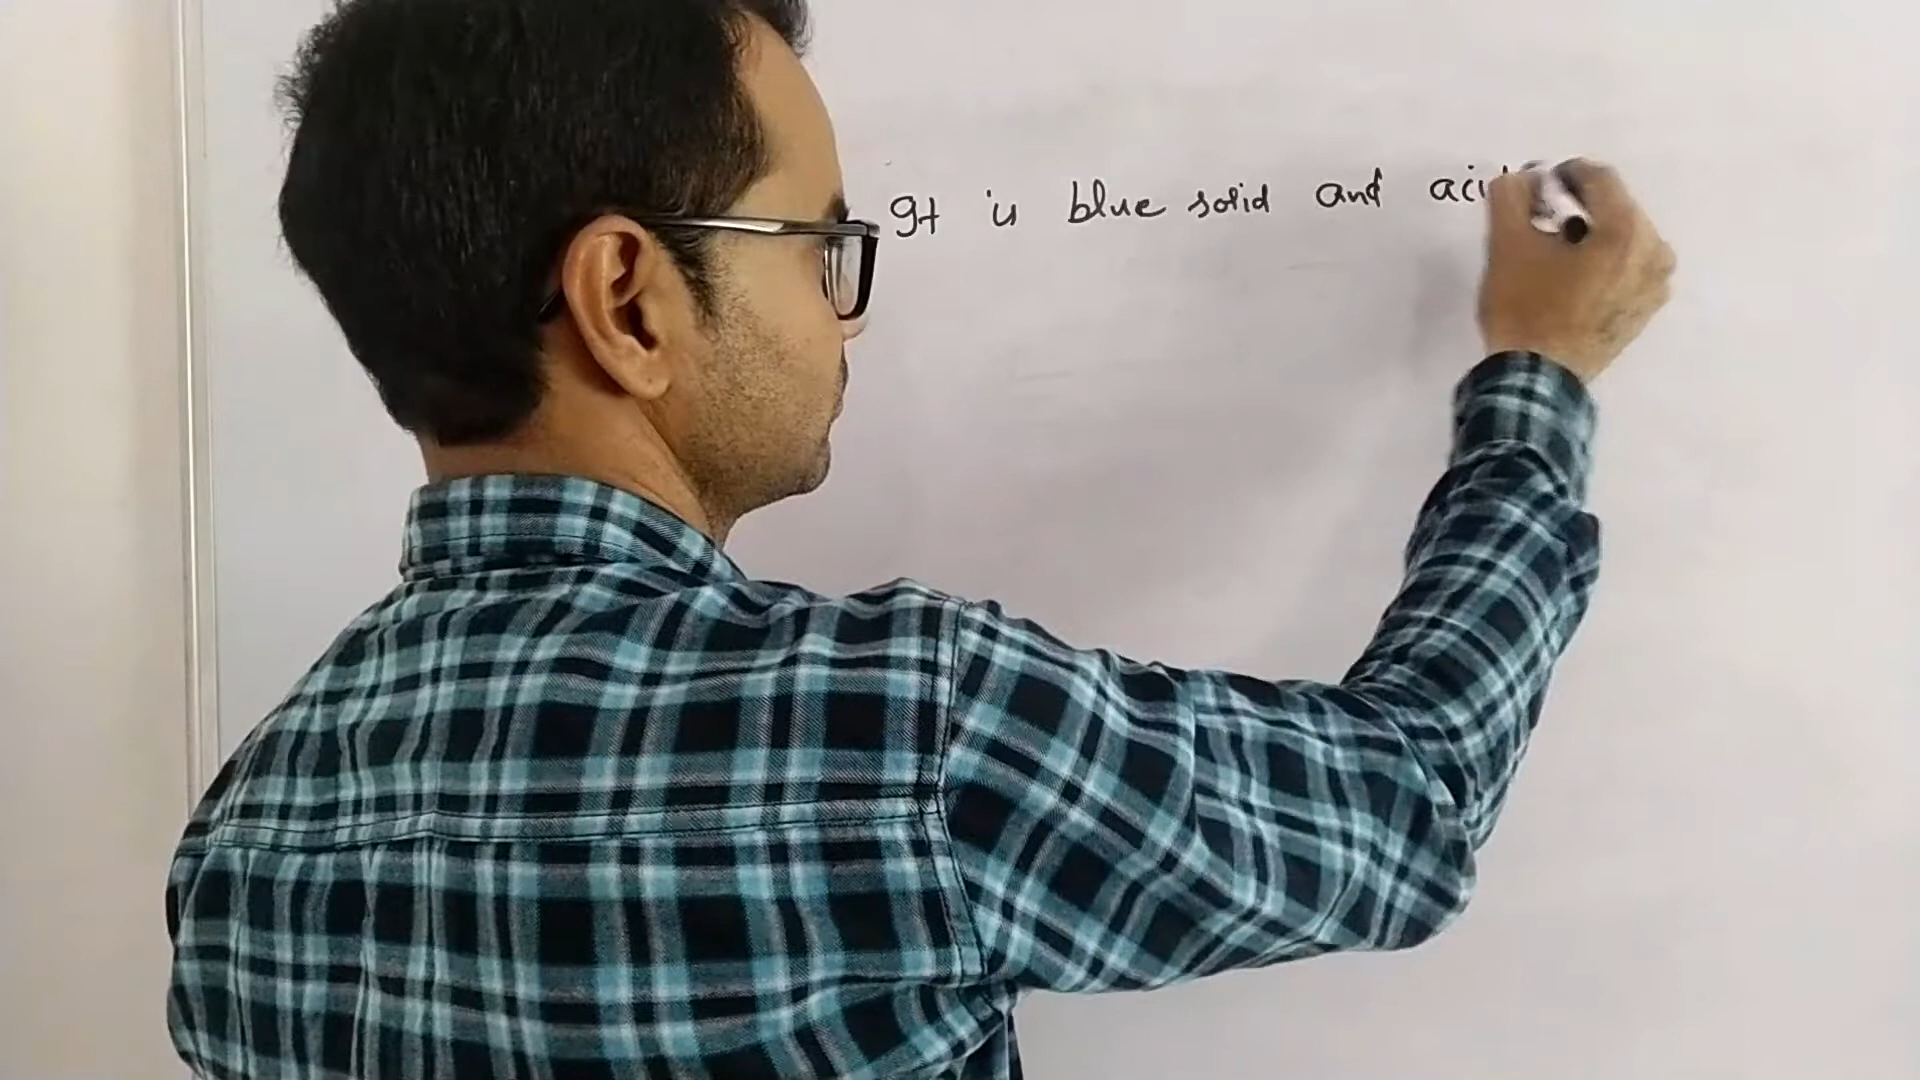 It is blue solid and